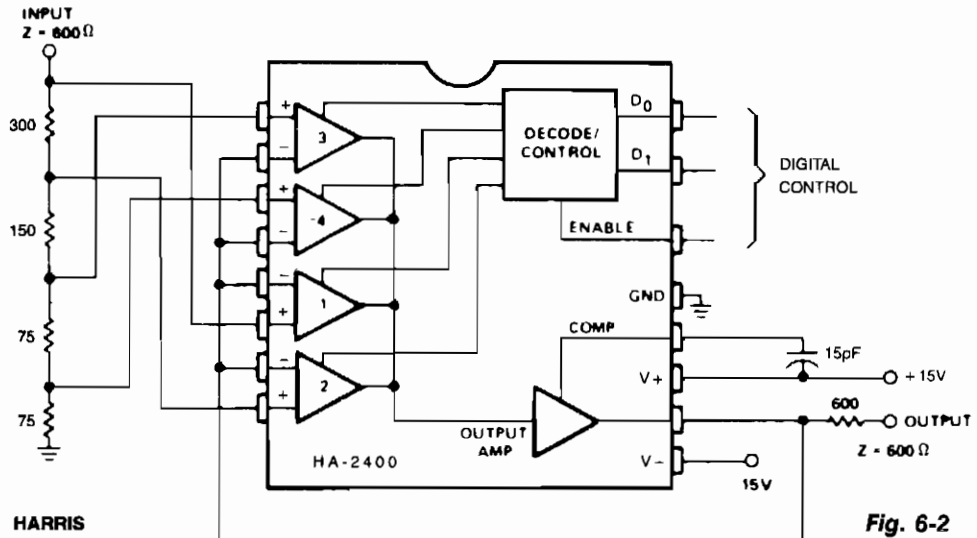 INPUT
Z = 600Ω
300
150
75
75
+
3
−
+
-4
−
−
1
+
−
2
+
DECODE/
CONTROL
D0
D1
ENABLE
DIGITAL
CONTROL
GND
COMP
15pF
V+
+15V
600
OUTPUT
Z = 600Ω
OUTPUT
AMP
V−
15V
HA-2400
HARRIS
Fig. 6-2